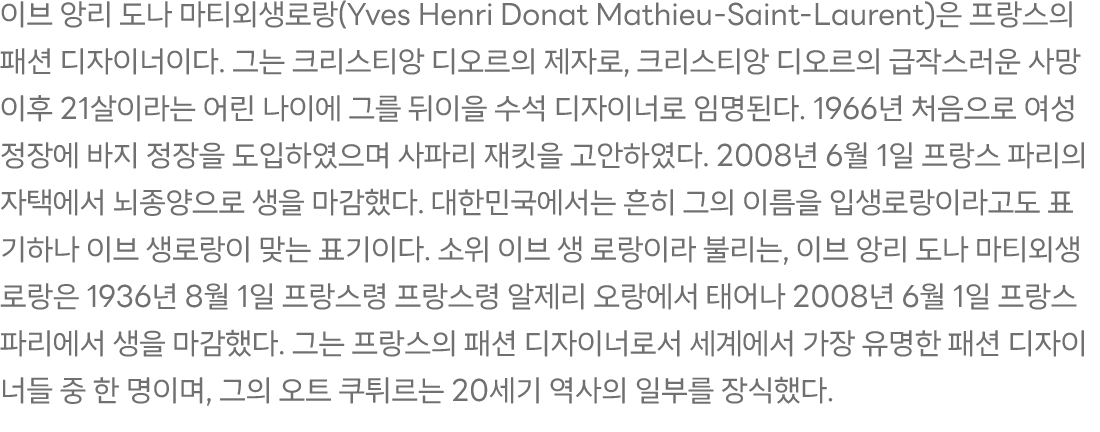 이브 앙리 도나 마티외생로랑(Yves Henri Donat Mathieu-Saint-Laurent)은 프랑스의
패션 디자이너이다. 그는 크리스티앙 디오르의 제자로, 크리스티앙 디오르의 급작스러운 사망
이후 21살이라는 어린 나이에 그를 뒤이을 수석 디자이너로 임명된다. 1966년 처음으로 여성
정장에 바지 정장을 도입하였으며 사파리 재킷을 고안하였다. 2008년 6월 1일 프랑스 파리의
자택에서 뇌종양으로 생을 마감했다. 대한민국에서는 흔히 그의 이름을 입생로랑이라고도 표
기하나 이브 생로랑이 맞는 표기이다. 소위 이브 생 로랑이라 불리는, 이브 앙리 도나 마티외생
로랑은 1936년 8월 1일 프랑스령 프랑스령 알제리 오랑에서 태어나 2008년 6월 1일 프랑스
파리에서 생을 마감했다. 그는 프랑스의 패션 디자이너로서 세계에서 가장 유명한 패션 디자이
너들 중 한 명이며, 그의 오트 쿠튀르는 20세기 역사의 일부를 장식했다.